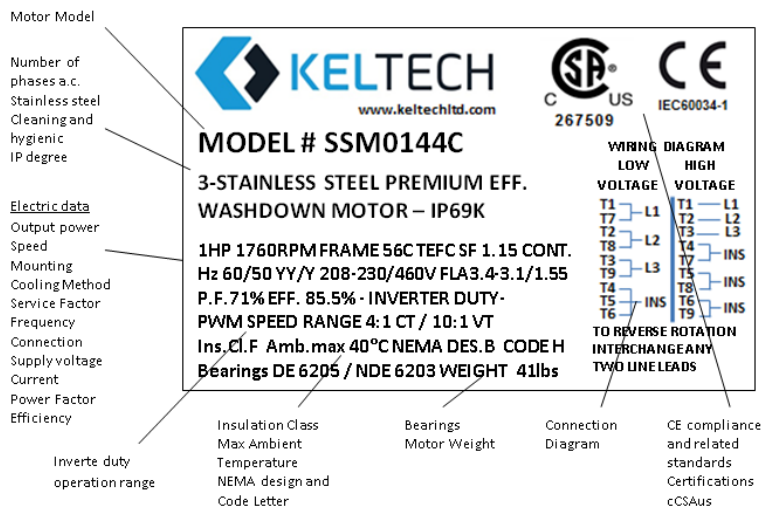 Motor Model
Number of
phases a.c.
Stainless steel
Cleaning and
hygienic
IP degree
Electric data
Output power
Speed
Mounting
Cooling Method
Service Factor
Frequency
Connection
Supply voltage
Current
Power Factor
Efficiency
KELTECH
www.keltechltd.com
CSA ®
C US
267509
CE
IEC60034-1
MODEL # SSM0144C
3-STAINLESS STEEL PREMIUM EFF.
WASHDOWN MOTOR – IP69K
1HP 1760RPM FRAME 56C TEFC SF 1.15 CONT.
Hz 60/50 YY/Y 208-230/460V FLA3.4-3.1/1.55
P.F.71% EFF. 85.5% - INVERTER DUTY-
PWM SPEED RANGE 4:1 CT / 10:1 VT
Ins.Cl.F Amb.max 40°C NEMA DES.B CODE H
Bearings DE 6205 / NDE 6203 WEIGHT 41lbs
WIRING DIAGRAM
LOW HIGH
VOLTAGE VOLTAGE
T1 L1
T7
T2 L2
T8
T3 L3
T9
T4
T5 INS
T6
T1 L1
T2 L2
T3 L3
T4 INS
T7
T5 INS
T8
T6 INS
T9
TO REVERSE ROTATION
INTERCHANGE ANY
TWO LINE LEADS
Inverte duty
operation range
Insulation Class
Max Ambient
Temperature
NEMA design and
Code Letter
Bearings
Motor Weight
Connection
Diagram
CE compliance
and related
standards
Certifications
cCSAus